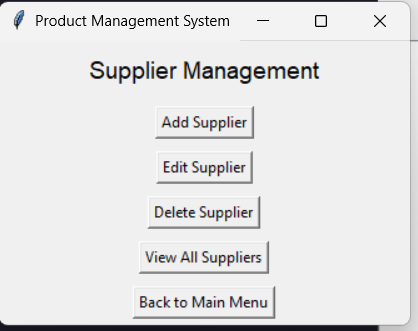 Product Management System
Supplier Management
Add Supplier
Edit Supplier
Delete Supplier
View All Suppliers
Back to Main Menu